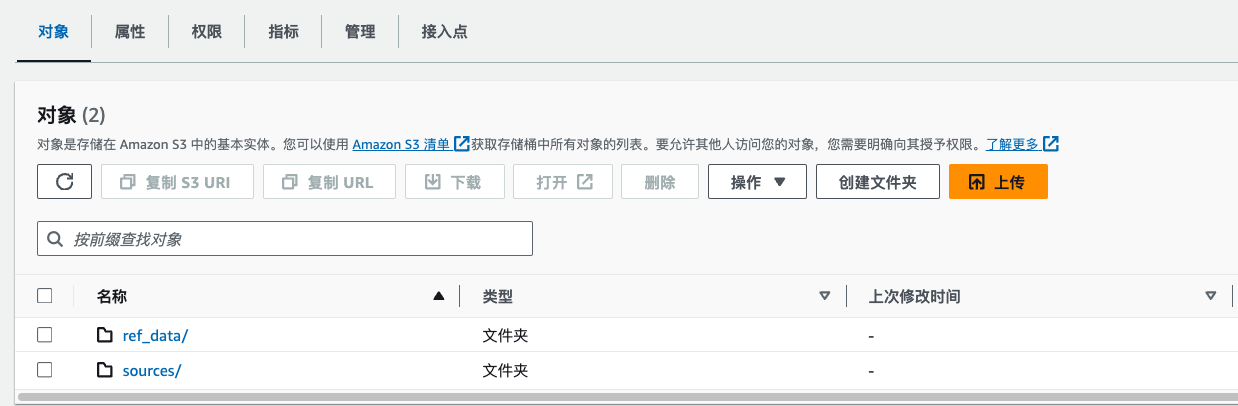 对象 属性 权限 指标 管理 接入点
对象 (2)
对象是存储在 Amazon S3 中的基本实体。您可以使用 Amazon S3 清单 获取存储桶中所有对象的列表。要允许其他人访问您的对象，您需要明确向其授予权限。了解更多
复制 S3 URI 复制 URL 下载 打开 删除 操作 创建文件夹 上传
按前缀查找对象
名称 类型 上次修改时间
ref_data/ 文件夹 -
sources/ 文件夹 -